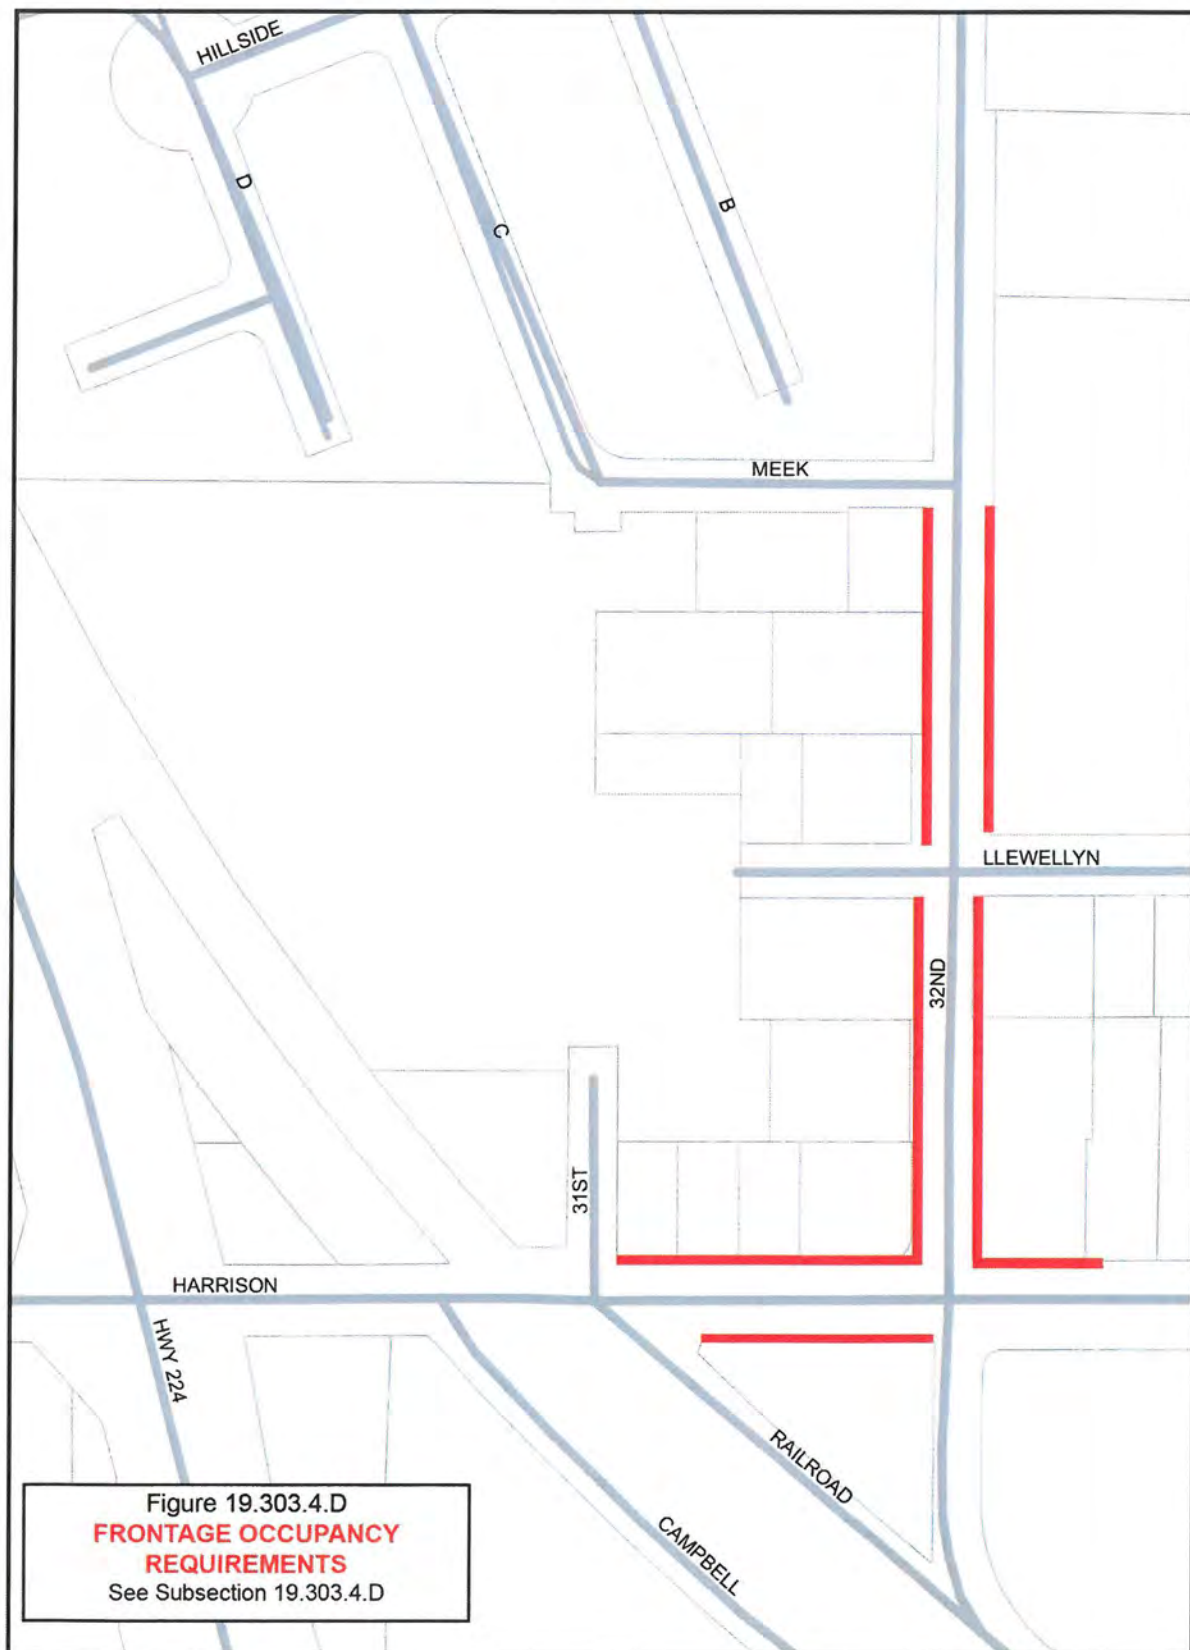 HILLSIDE
D
C
B
MEEK
LLEWELLYN
32ND
31ST
HARRISON
HWY 224
RAILROAD
CAMPBELL
Figure 19.303.4.D
FRONTAGE OCCUPANCY
REQUIREMENTS
See Subsection 19.303.4.D